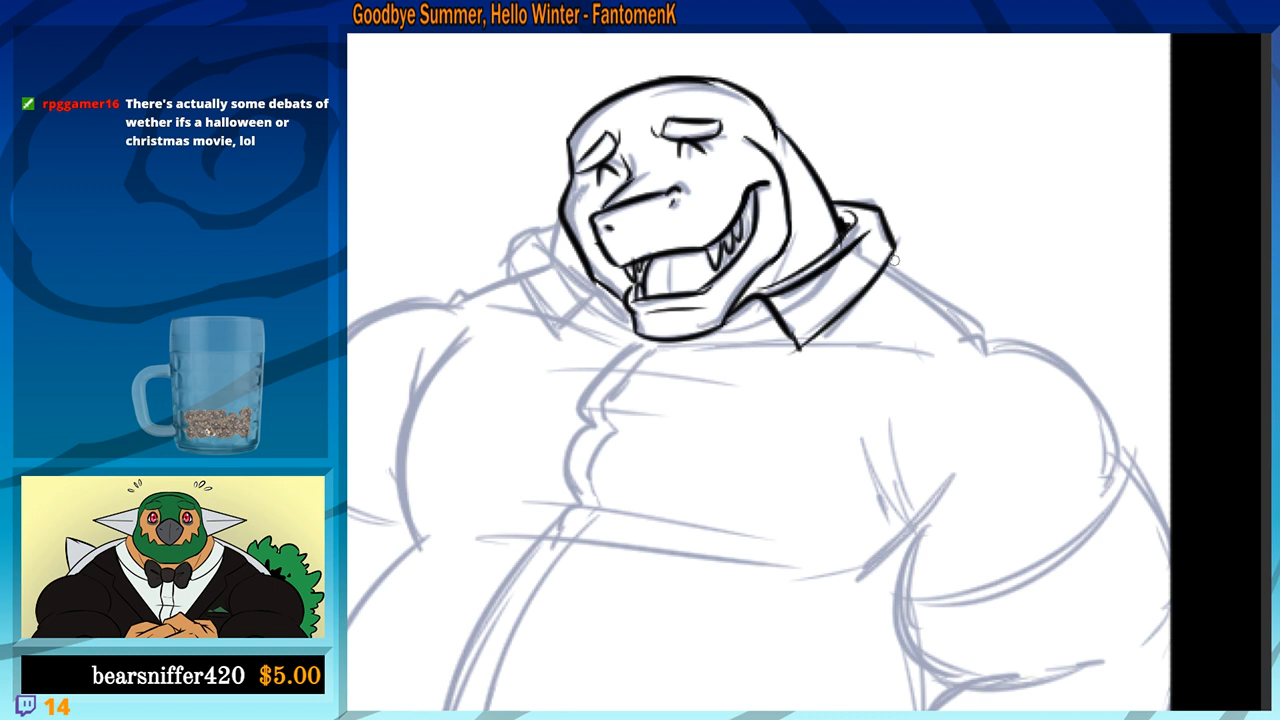 Goodbye Summer, Hello Winter - FantomenK
rpggamer16 There's actually some debats of
wether ifs a halloween or
christmas movie, lol
bearsniffer420 $5.00
14